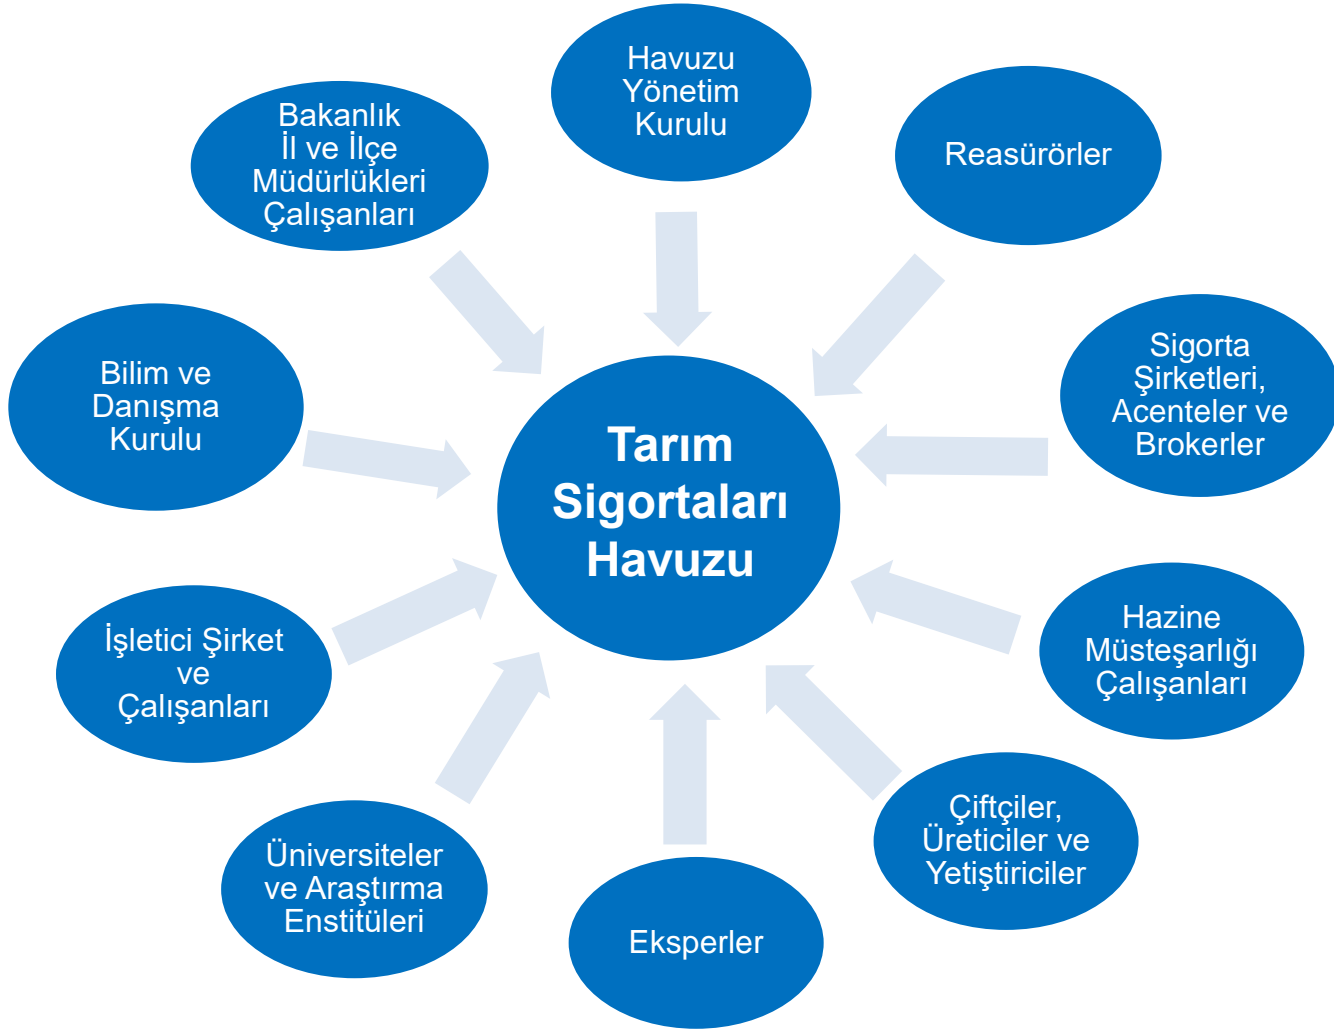 Havuzu
Yönetim
Kurulu
Bakanlık
İl ve İlçe
Müdürlükleri
Çalışanları
Reasürörler
Sigorta
Şirketleri,
Acenteler ve
Brokerler
Bilim ve
Danışma
Kurulu
Tarım
Sigortaları
Havuzu
Hazine
Müsteşarlığı
Çalışanları
İşletici Şirket
ve
Çalışanları
Çiftçiler,
Üreticiler ve
Yetiştiriciler
Üniversiteler
ve Araştırma
Enstitüleri
Eksperler